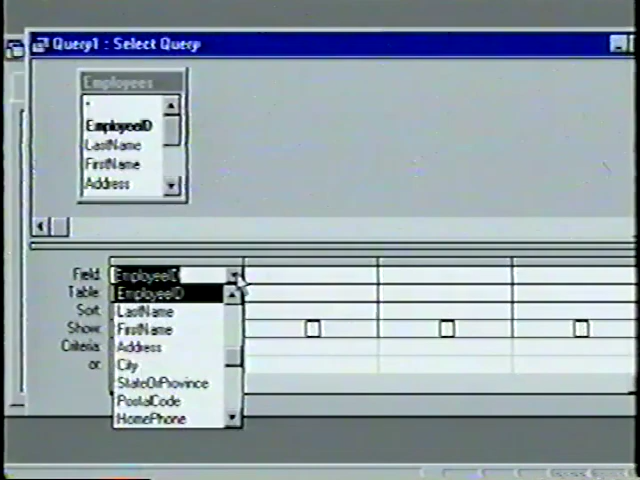 Query1 : Select Query
Employees
*
EmployeeID
LastName
FirstName
Address
Field: EmployeeID
Table: EmployeeID
Sort: LastName
Show: FirstName
Criteria: Address
or: City
StateOrProvince
PostalCode
HomePhone